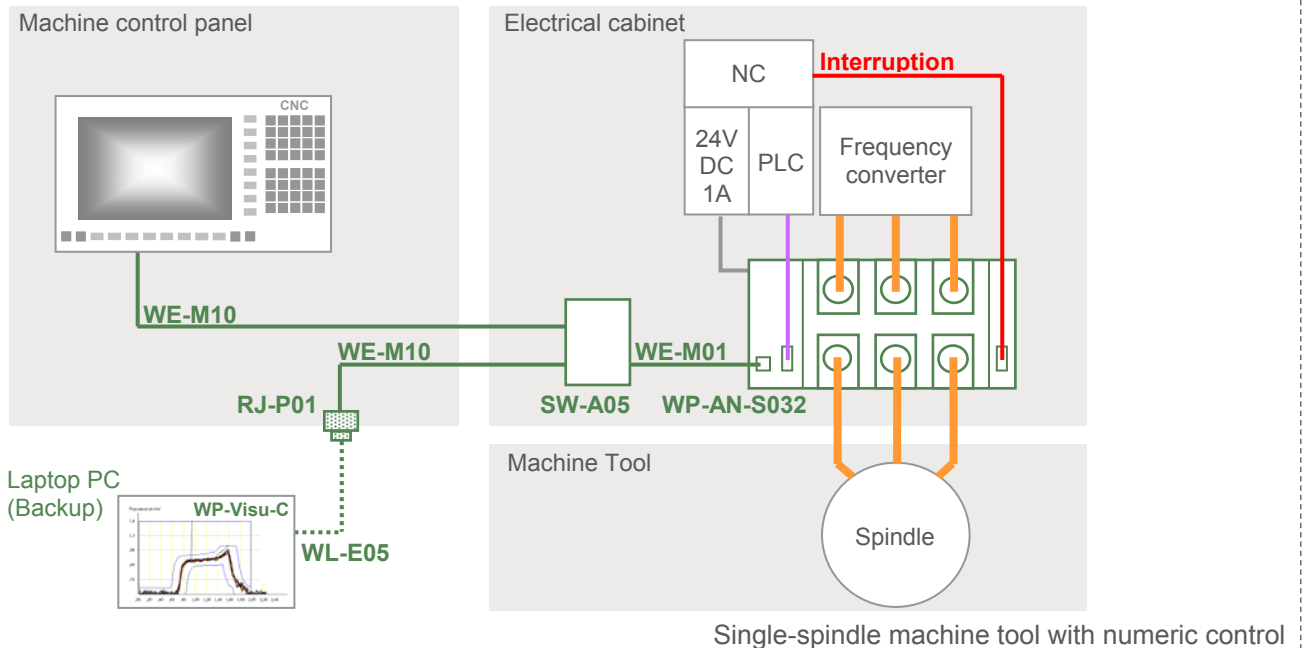 Machine control panel
Electrical cabinet
CNC
NC
Interruption
24V
DC
1A
PLC
Frequency
converter
WE-M10
WE-M10
WE-M01
RJ-P01
SW-A05
WP-AN-S032
Machine Tool
Spindle
Laptop PC
(Backup)
WP-Visu-C
WL-E05
Single-spindle machine tool with numeric control